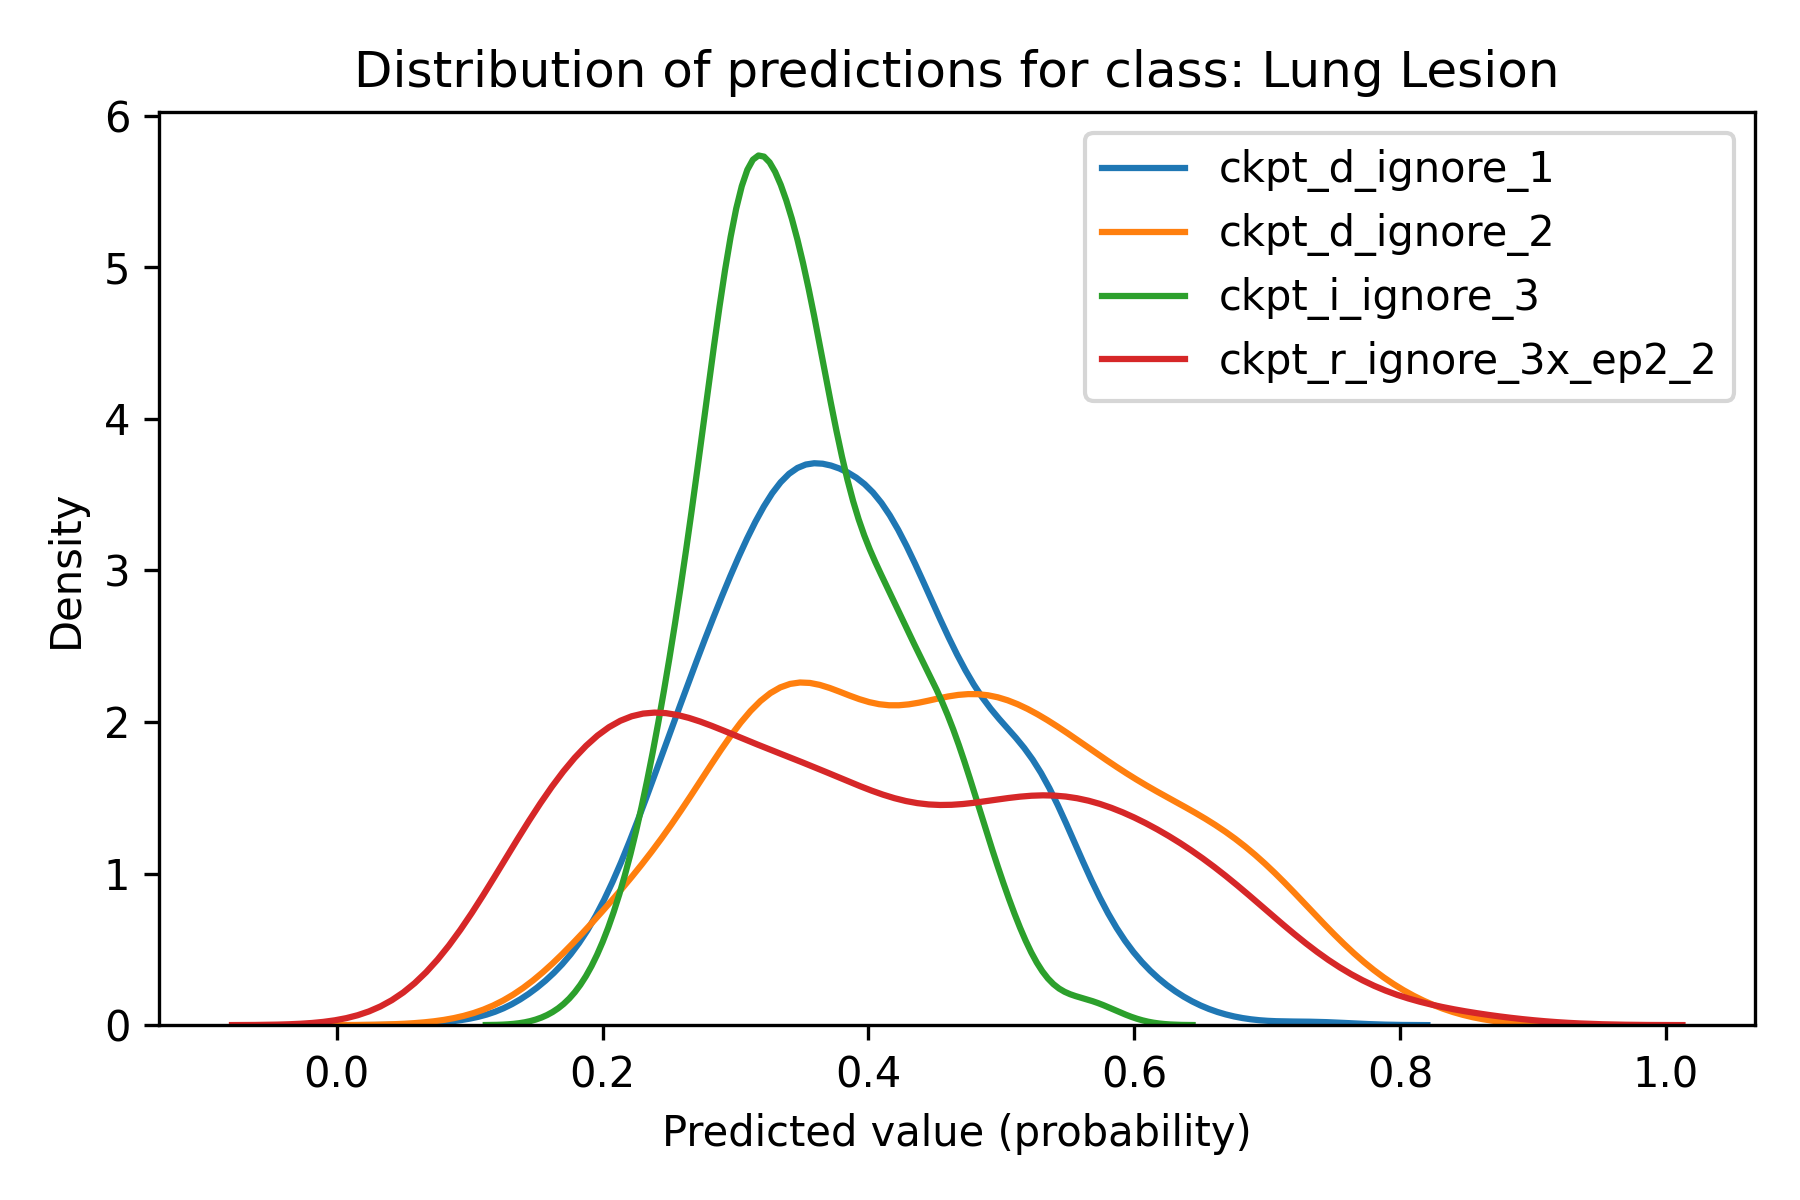 Distribution of predictions for class: Lung Lesion
6
5
4
3
2
1
0
Density
ckpt_d_ignore_1
ckpt_d_ignore_2
ckpt_i_ignore_3
ckpt_r_ignore_3x_ep2_2
0.0 0.2 0.4 0.6 0.8 1.0
Predicted value (probability)